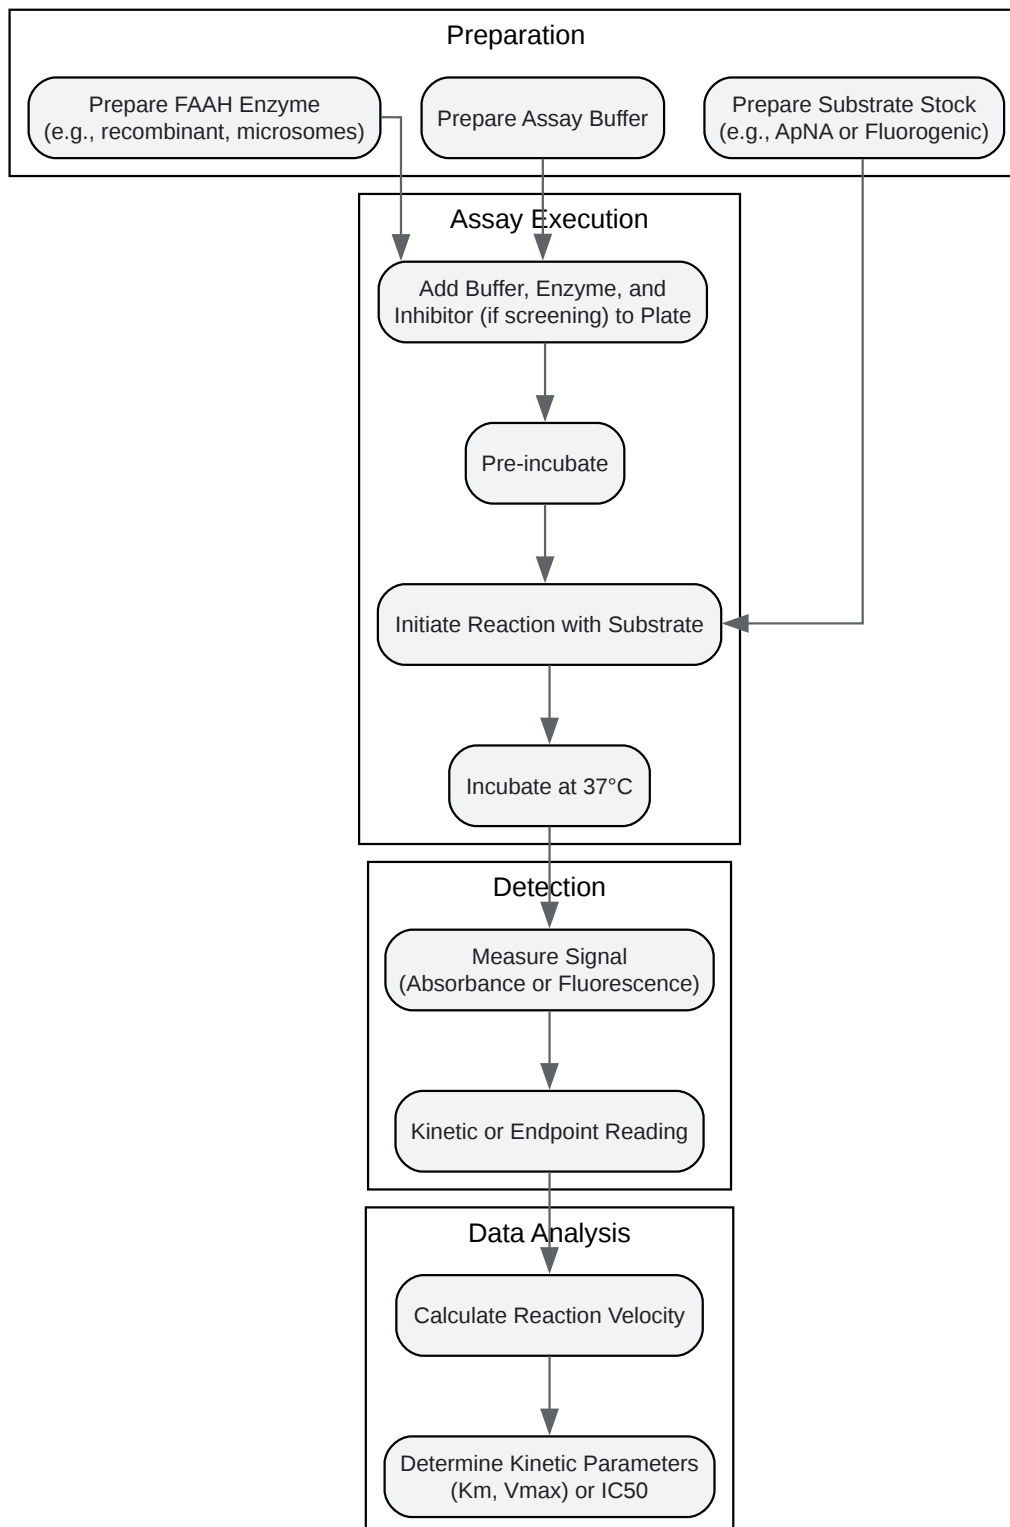 Preparation
Prepare FAAH Enzyme
(e.g., recombinant, microsomes)
Prepare Assay Buffer
Prepare Substrate Stock
(e.g., ApNA or Fluorogenic)
Assay Execution
Add Buffer, Enzyme, and
Inhibitor (if screening) to Plate
Pre-incubate
Initiate Reaction with Substrate
Incubate at 37°C
Detection
Measure Signal
(Absorbance or Fluorescence)
Kinetic or Endpoint Reading
Data Analysis
Calculate Reaction Velocity
Determine Kinetic Parameters
(Km, Vmax) or IC50